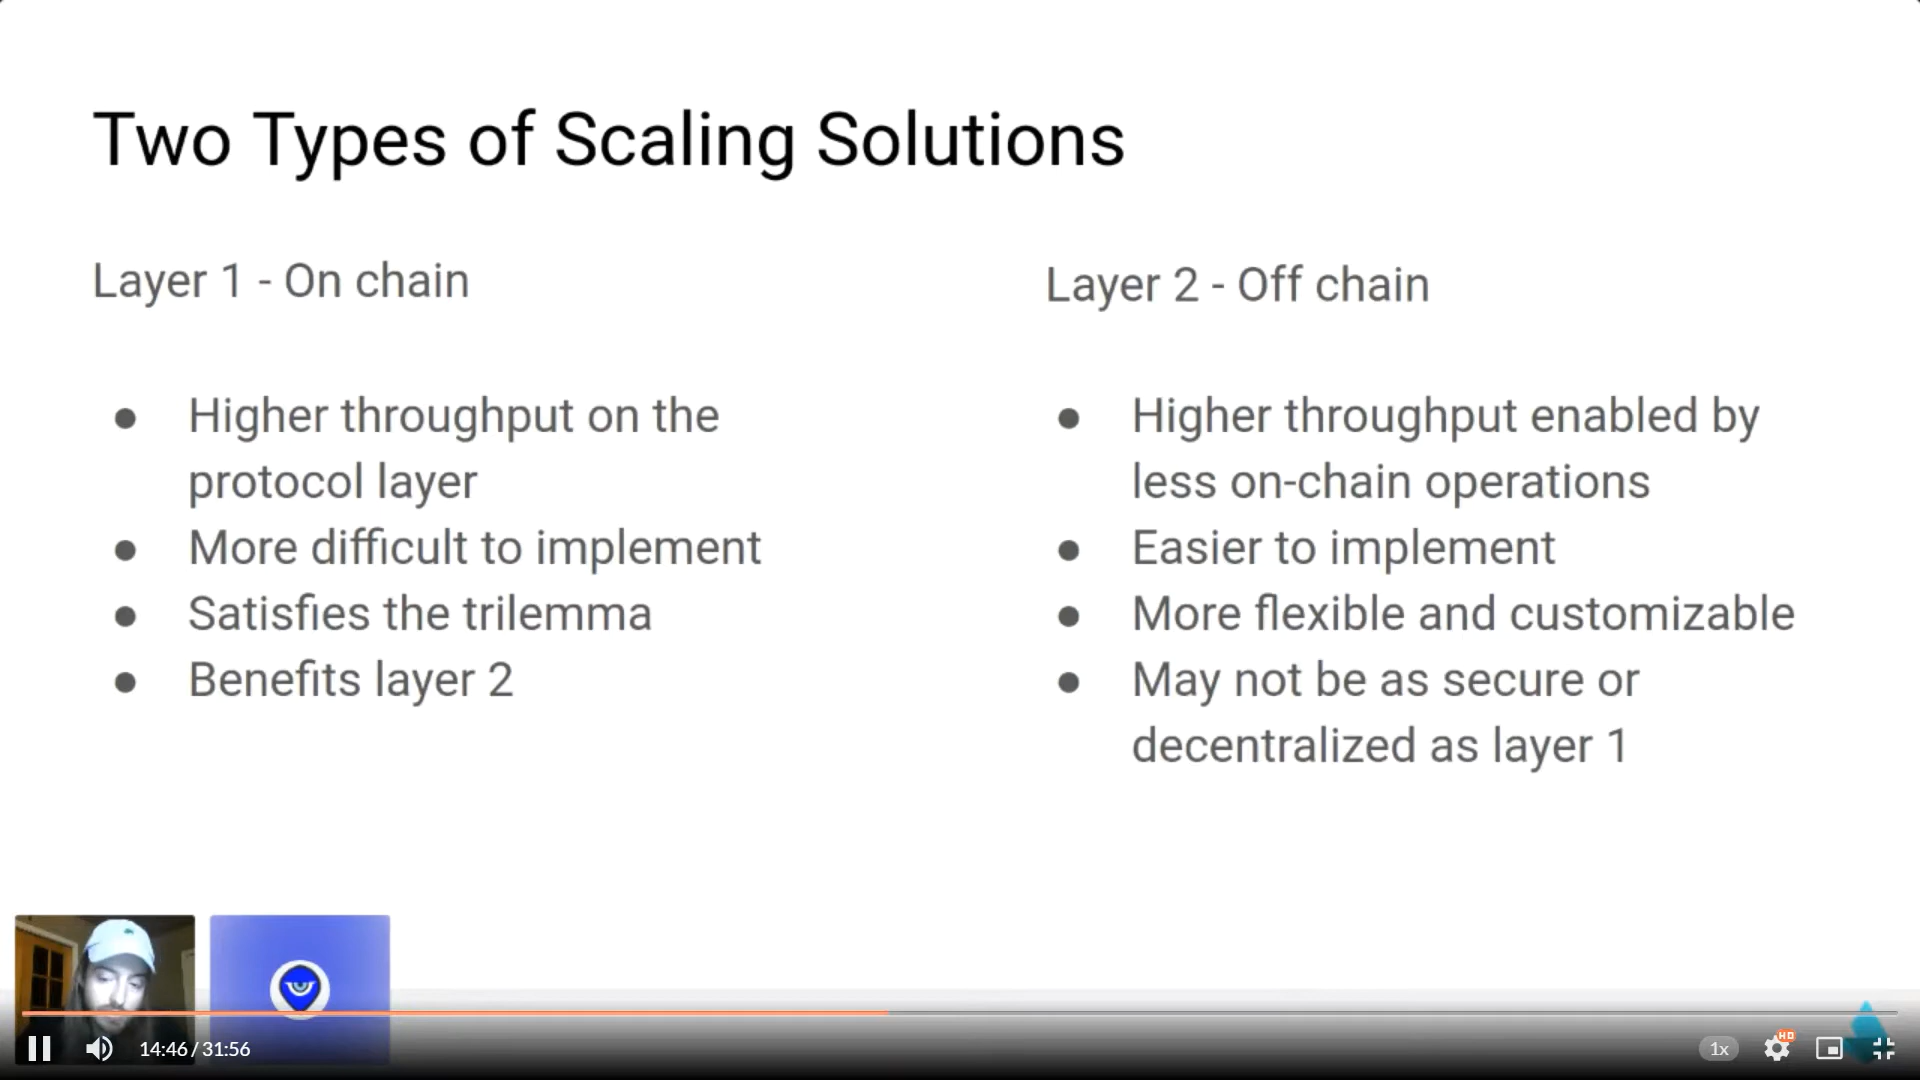 Two Types of Scaling Solutions
Layer 1 - On chain
● Higher throughput on the
protocol layer
● More difficult to implement
● Satisfies the trilemma
● Benefits layer 2
Layer 2 - Off chain
● Higher throughput enabled by
less on-chain operations
● Easier to implement
● More flexible and customizable
● May not be as secure or
decentralized as layer 1
14:46 / 31:56
1x
HD